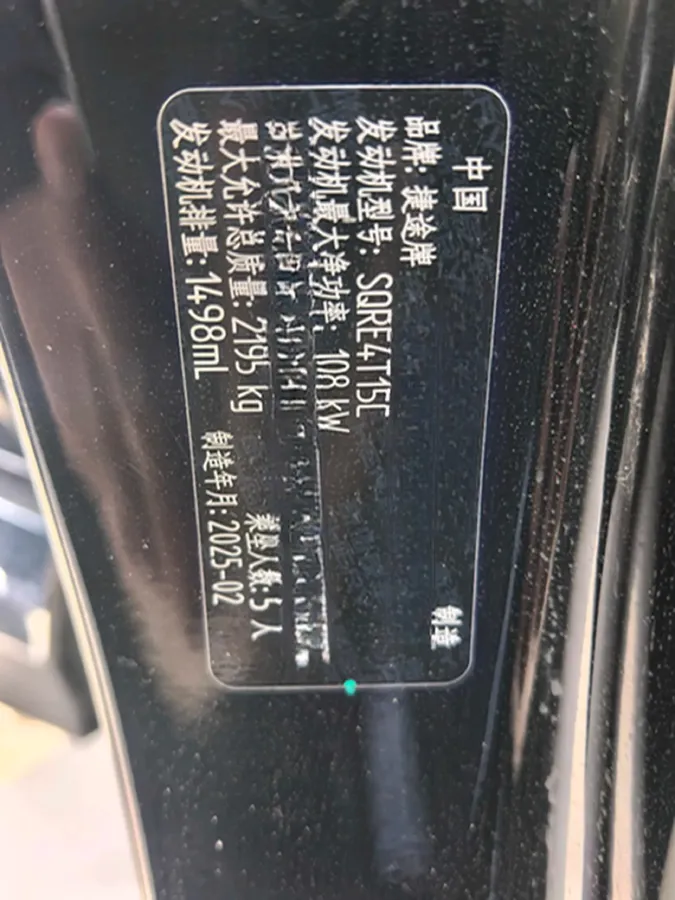 中国 制造
品牌: 捷途牌
发动机型号: SQRE4T15C
发动机最大净功率: 108 kW
最大允许总质量: 2195 kg 乘坐人数: 5 人
发动机排量: 1498mL 制造年月: 2025-02